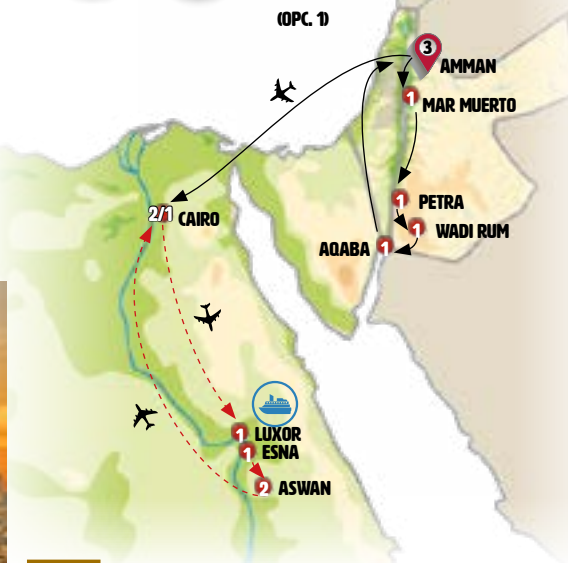 (OPC. 1)
3
AMMAN
1
MAR MUERTO
1 PETRA
1 WADI RUM
AQABA 1
2/1 CAIRO
1 LUXOR
1 ESNA
2 ASWAN